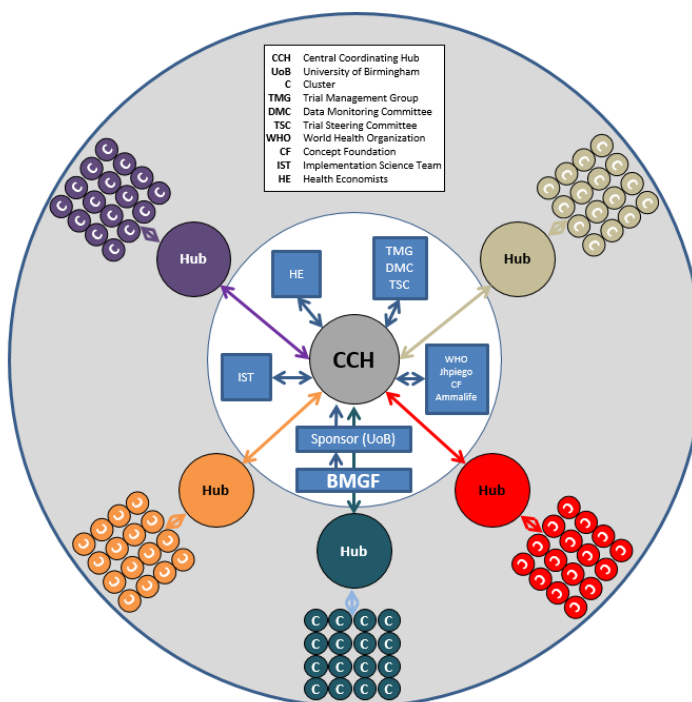 CCH Central Coordinating Hub
UoB University of Birmingham
C Cluster
TMG Trial Management Group
DMC Data Monitoring Committee
TSC Trial Steering Committee
WHO World Health Organization
CF Concept Foundation
IST Implementation Science Team
HE Health Economists
C C C C
C C C C
C C C C
C C C C
C C C C
C C C C
C C C C
C C C C
Hub
Hub
HE
TMG
DMC
TSC
CCH
IST
WHO
Jhpiego
CF
Ammalife
Sponsor (UoB)
BMGF
Hub
Hub
Hub
C C C C
C C C C
C C C C
C C C C
C C C C
C C C C
C C C C
C C C C
C C C C
C C C C
C C C C
C C C C